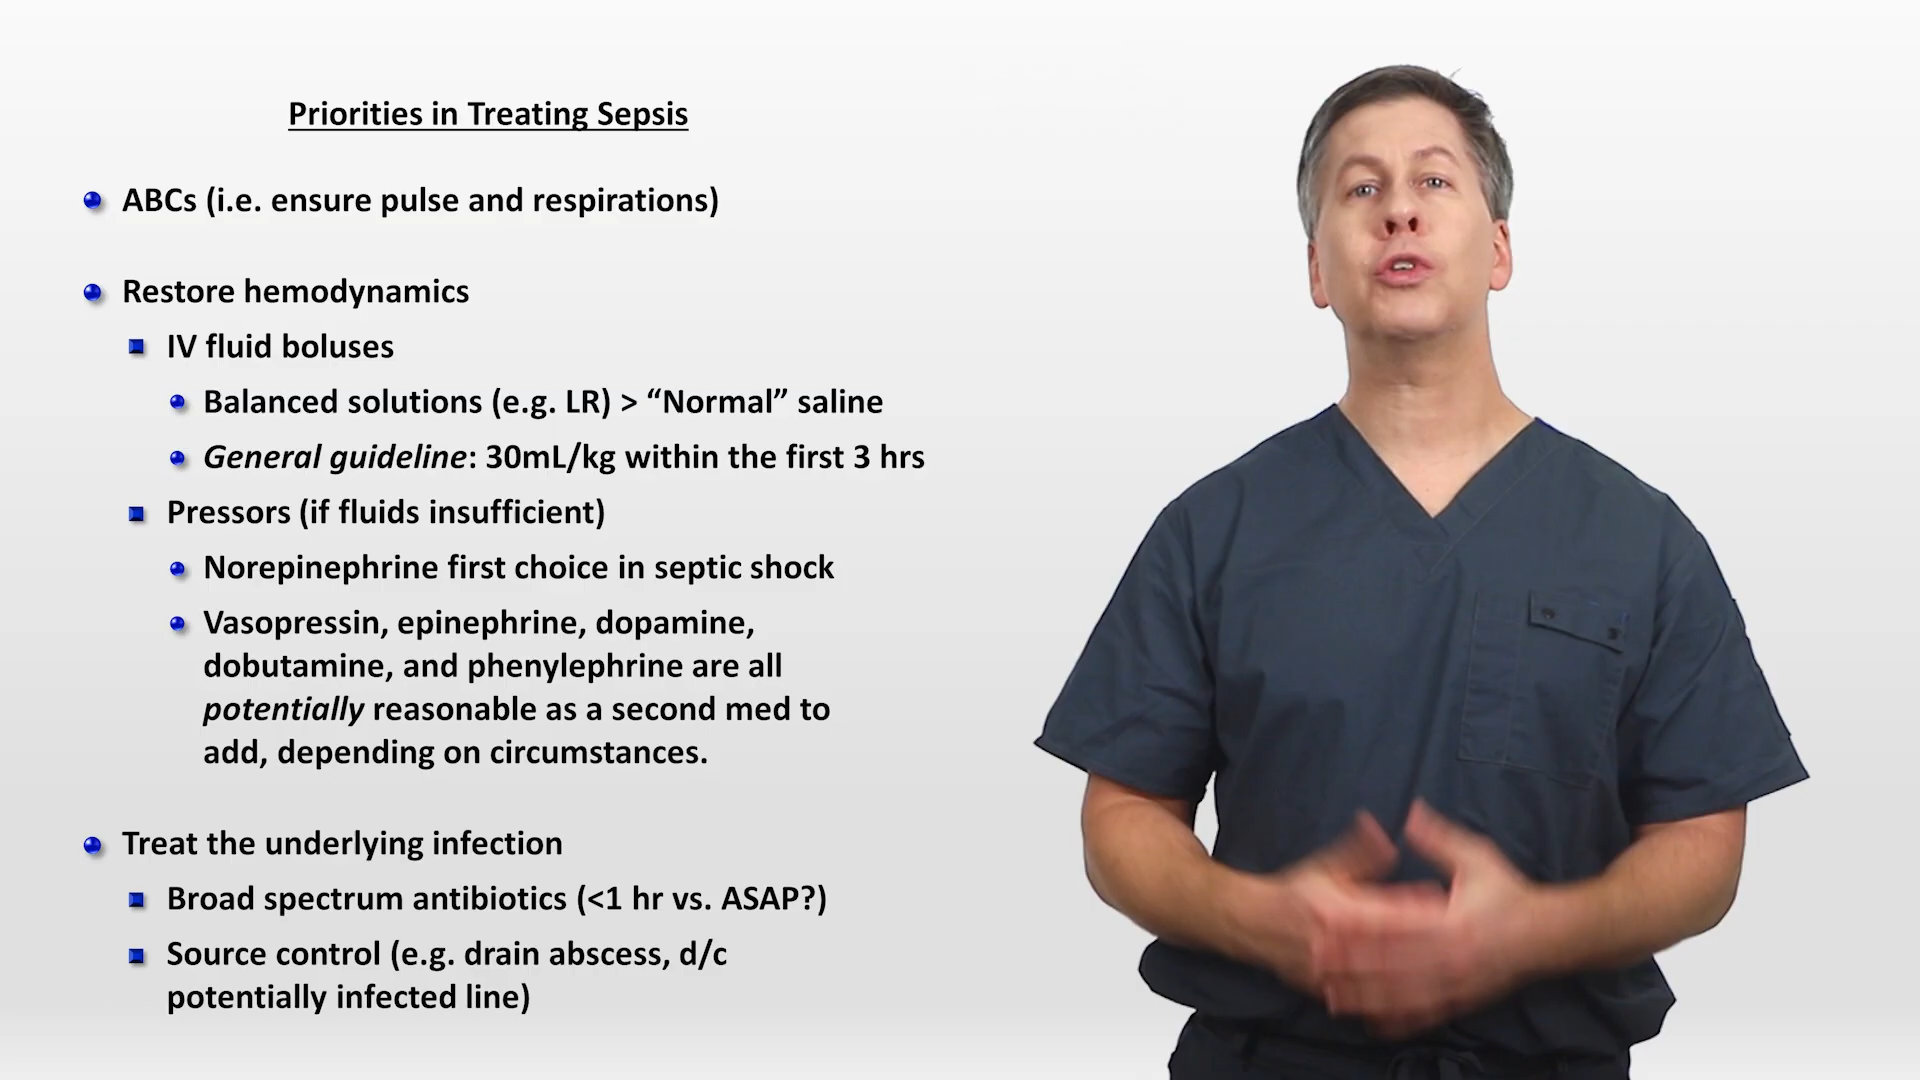 Priorities in Treating Sepsis
ABCs (i.e. ensure pulse and respirations)
Restore hemodynamics
IV fluid boluses
Balanced solutions (e.g. LR) > “Normal” saline
General guideline: 30mL/kg within the first 3 hrs
Pressors (if fluids insufficient)
Norepinephrine first choice in septic shock
Vasopressin, epinephrine, dopamine,
dobutamine, and phenylephrine are all
potentially reasonable as a second med to
add, depending on circumstances.
Treat the underlying infection
Broad spectrum antibiotics (<1 hr vs. ASAP?)
Source control (e.g. drain abscess, d/c
potentially infected line)